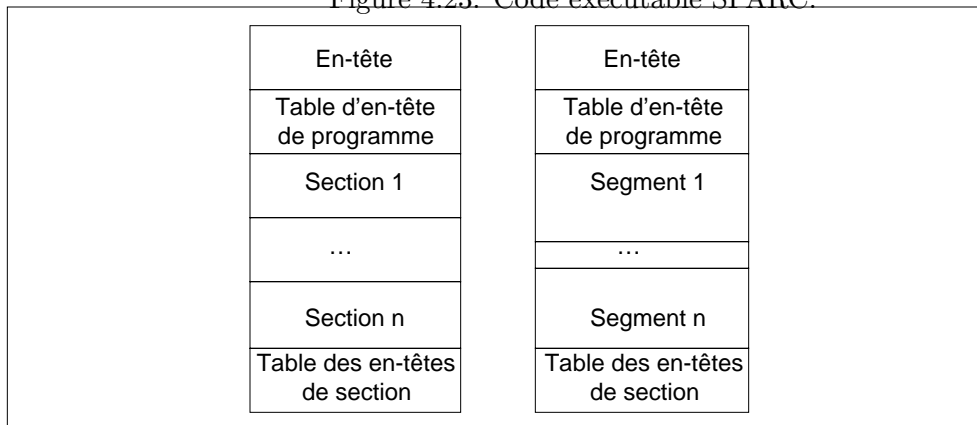 Figure 4.23: Code exécutable SPARC.
En-tête
Table d'en-tête
de programme
Section 1
...
Section n
Table des en-têtes
de section
En-tête
Table d'en-tête
de programme
Segment 1
...
Segment n
Table des en-têtes
de section